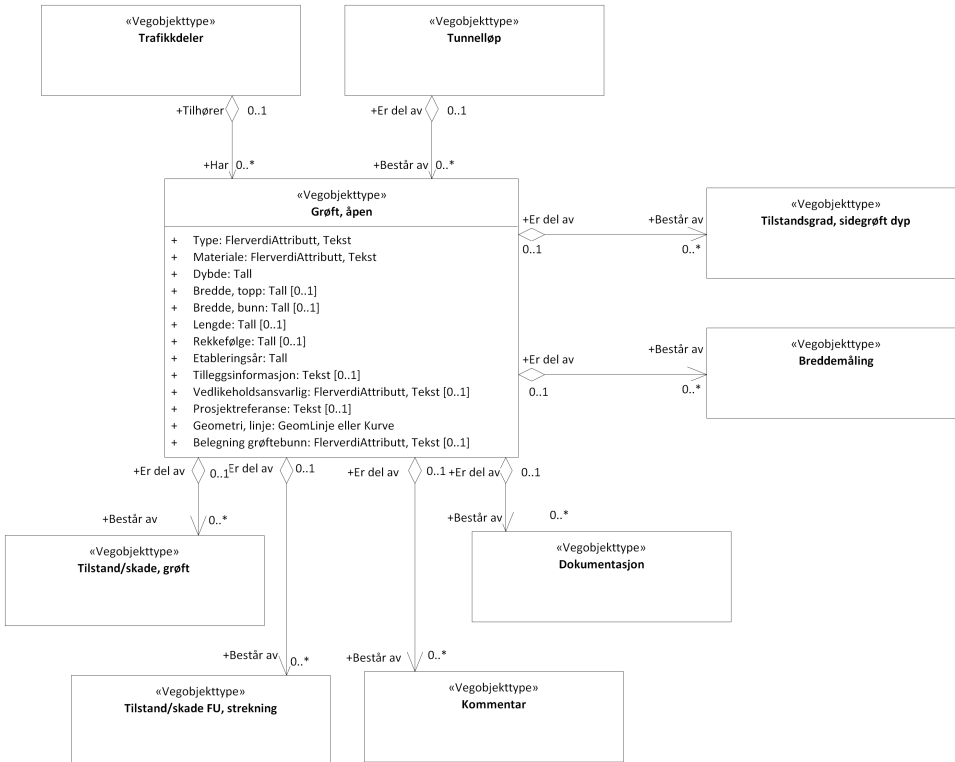 «Vegobjekttype»
Trafikkdeler
«Vegobjekttype»
Tunnelløp
+Tilhører 0..1
+Er del av 0..1
+Har 0..*
+Består av 0..*
«Vegobjekttype»
Grøft, åpen
+ Type: FlerverdiAttributt, Tekst
+ Materiale: FlerverdiAttributt, Tekst
+ Dybde: Tall
+ Bredde, topp: Tall [0..1]
+ Bredde, bunn: Tall [0..1]
+ Lengde: Tall [0..1]
+ Rekkefølge: Tall [0..1]
+ Etableringsår: Tall
+ Tilleggsinformasjon: Tekst [0..1]
+ Vedlikeholdsansvarlig: FlerverdiAttributt, Tekst [0..1]
+ Prosjektreferanse: Tekst [0..1]
+ Geometri, linje: GeomLinje eller Kurve
+ Belegning grøftebunn: FlerverdiAttributt, Tekst [0..1]
+Er del av
0..1
+Består av
0..*
«Vegobjekttype»
Tilstandsgrad, sidegrøft dyp
+Er del av
0..1
+Består av
0..*
«Vegobjekttype»
Breddemåling
+Er del av 0..1
Er del av 0..1
+Er del av 0..1
+Er del av 0..1
+Består av 0..*
«Vegobjekttype»
Tilstand/skade, grøft
+Består av 0..*
«Vegobjekttype»
Dokumentasjon
+Består av 0..*
«Vegobjekttype»
Tilstand/skade FU, strekning
+Består av 0..*
«Vegobjekttype»
Kommentar